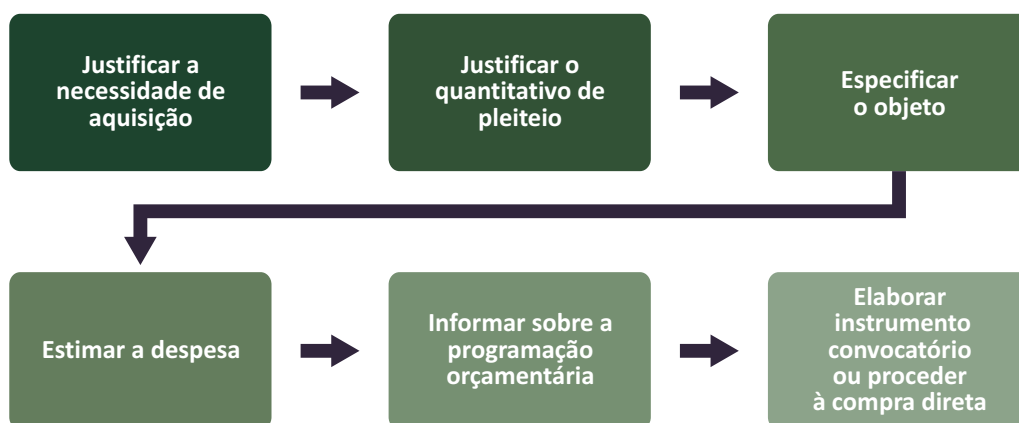 Justificar a
necessidade de
aquisição
Justificar o
quantitativo de
pleiteio
Especificar
o objeto
Estimar a despesa
Informar sobre a
programação
orçamentária
Elaborar
instrumento
convocatório
ou proceder
à compra direta